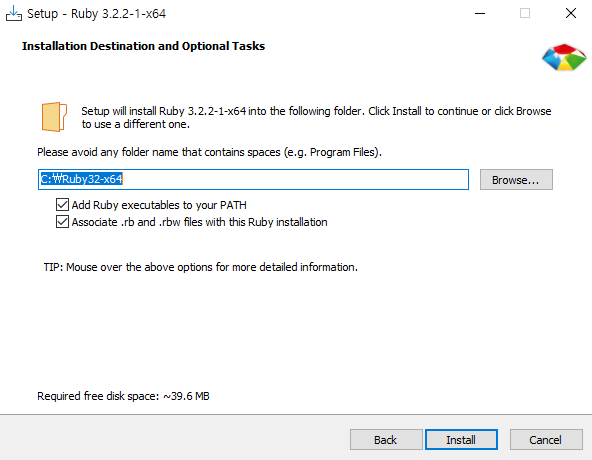 Setup - Ruby 3.2.2-1-x64
Installation Destination and Optional Tasks
Setup will install Ruby 3.2.2-1-x64 into the following folder. Click Install to continue or click Browse
to use a different one.
Please avoid any folder name that contains spaces (e.g. Program Files).
C:₩Ruby32-x64
Browse...
Add Ruby executables to your PATH
Associate .rb and .rbw files with this Ruby installation
TIP: Mouse over the above options for more detailed information.
Required free disk space: ~39.6 MB
Back Install Cancel